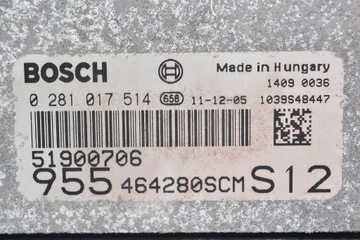 BOSCH Made in Hungary
1409 0036
0 281 017 514 658 11-12-05 1039S48447
51900706
955 464280SCM S12